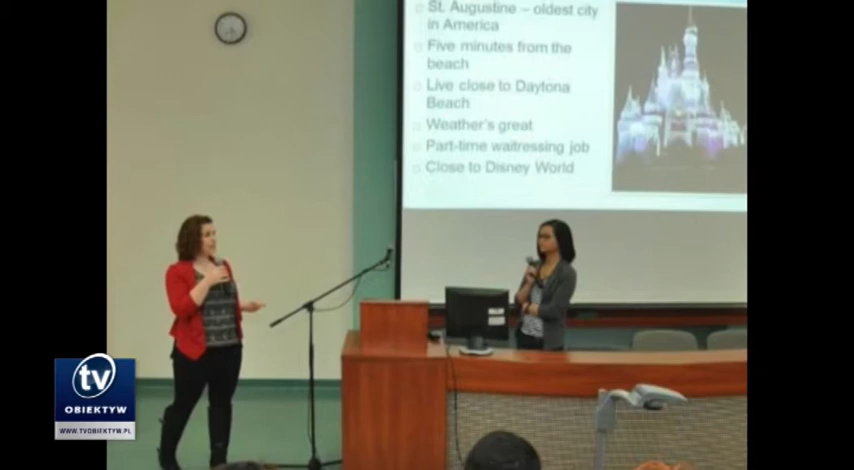 St. Augustine – oldest city
in America
Five minutes from the
beach
Live close to Daytona
Beach
Weather's great
Part-time waitressing job
Close to Disney World
tv
OBIEKTYW
WWW.TVOBIEKTYW.PL